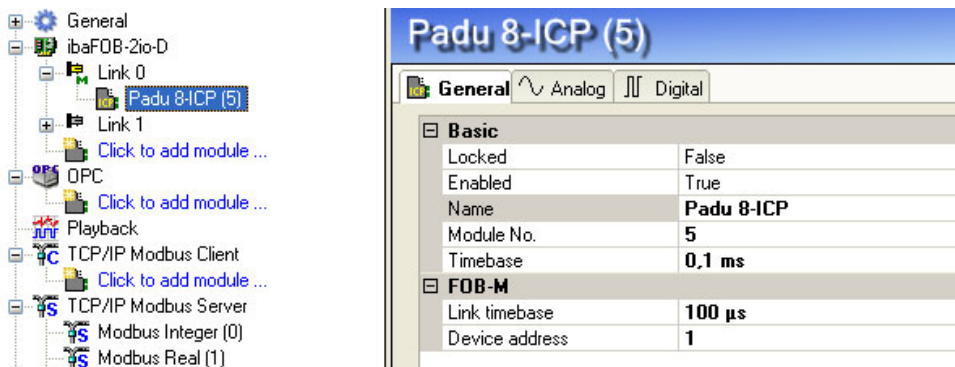 General
ibaFOB-2io-D
Link 0
Padu 8-ICP (5)
Link 1
Click to add module ...
OPC
Click to add module ...
Playback
TCP/IP Modbus Client
Click to add module ...
TCP/IP Modbus Server
Modbus Integer (0)
Modbus Real (1)
Padu 8-ICP (5)
General Analog Digital
Basic
Locked False
Enabled True
Name Padu 8-ICP
Module No. 5
Timebase 0,1 ms
FOB-M
Link timebase 100 µs
Device address 1